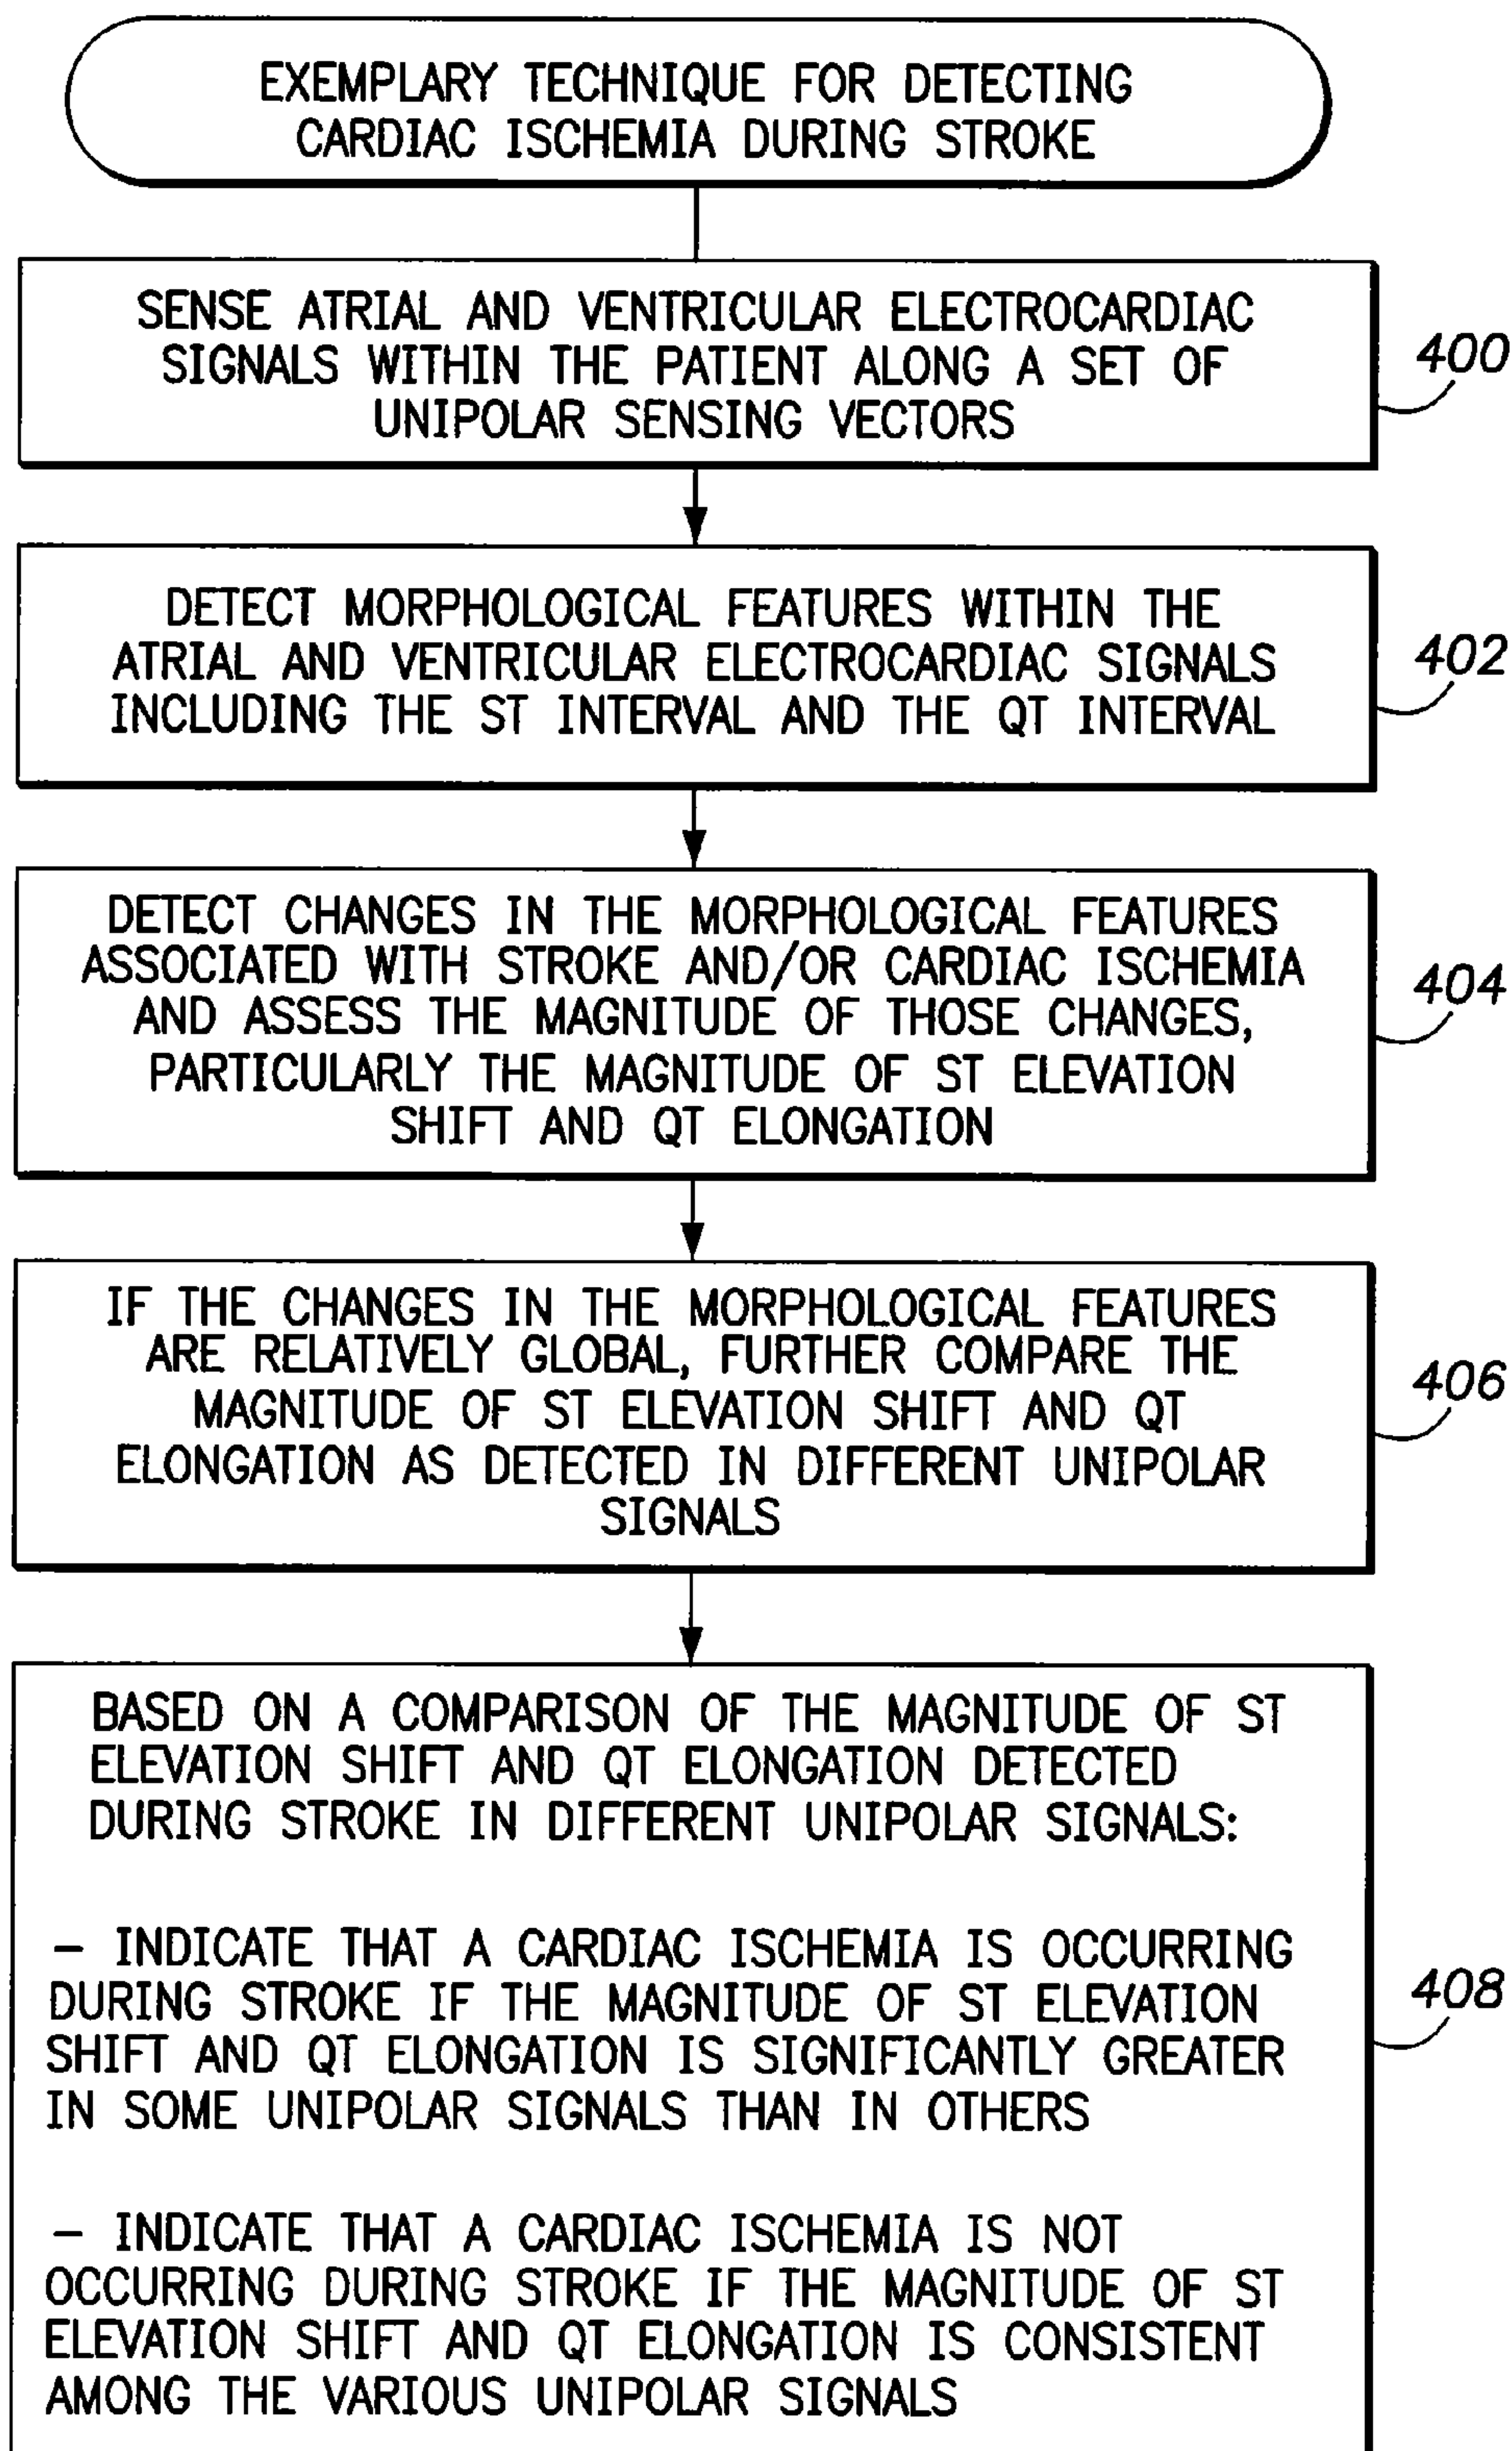 EXEMPLARY TECHNIQUE FOR DETECTING
CARDIAC ISCHEMIA DURING STROKE
SENSE ATRIAL AND VENTRICULAR ELECTROCARDIAC
SIGNALS WITHIN THE PATIENT ALONG A SET OF
UNIPOLAR SENSING VECTORS
400
DETECT MORPHOLOGICAL FEATURES WITHIN THE
ATRIAL AND VENTRICULAR ELECTROCARDIAC SIGNALS
INCLUDING THE ST INTERVAL AND THE QT INTERVAL
402
DETECT CHANGES IN THE MORPHOLOGICAL FEATURES
ASSOCIATED WITH STROKE AND/OR CARDIAC ISCHEMIA
AND ASSESS THE MAGNITUDE OF THOSE CHANGES,
PARTICULARLY THE MAGNITUDE OF ST ELEVATION
SHIFT AND QT ELONGATION
404
IF THE CHANGES IN THE MORPHOLOGICAL FEATURES
ARE RELATIVELY GLOBAL, FURTHER COMPARE THE
MAGNITUDE OF ST ELEVATION SHIFT AND QT
ELONGATION AS DETECTED IN DIFFERENT UNIPOLAR
SIGNALS
406
BASED ON A COMPARISON OF THE MAGNITUDE OF ST
ELEVATION SHIFT AND QT ELONGATION DETECTED
DURING STROKE IN DIFFERENT UNIPOLAR SIGNALS:
– INDICATE THAT A CARDIAC ISCHEMIA IS OCCURRING
DURING STROKE IF THE MAGNITUDE OF ST ELEVATION
SHIFT AND QT ELONGATION IS SIGNIFICANTLY GREATER
IN SOME UNIPOLAR SIGNALS THAN IN OTHERS
– INDICATE THAT A CARDIAC ISCHEMIA IS NOT
OCCURRING DURING STROKE IF THE MAGNITUDE OF ST
ELEVATION SHIFT AND QT ELONGATION IS CONSISTENT
AMONG THE VARIOUS UNIPOLAR SIGNALS
408